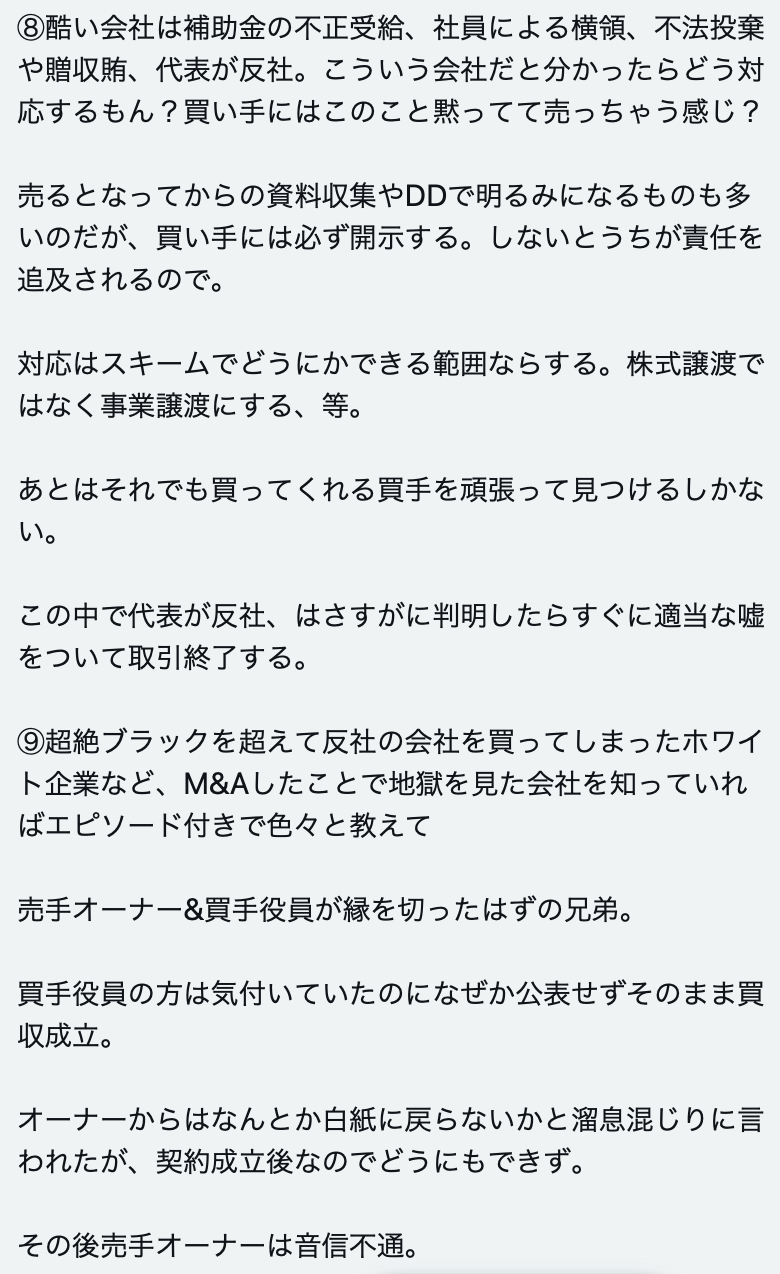 ⑧酷い会社は補助金の不正受給、社員による横領、不法投棄
や贈収賄、代表が反社。こういう会社だと分かったらどう対
応するもん？買い手にはこのこと黙ってて売っちゃう感じ？
売るとなってからの資料収集やDDで明るみになるものも多
いのだが、買い手には必ず開示する。しないとうちが責任を
追及されるので。
対応はスキームでどうにかできる範囲ならする。株式譲渡で
はなく事業譲渡にする、等。
あとはそれでも買ってくれる買手を頑張って見つけるしかな
い。
この中で代表が反社、はさすがに判明したらすぐに適当な嘘
をついて取引終了する。
⑨超絶ブラックを超えて反社の会社を買ってしまったホワイ
ト企業など、M&Aしたことで地獄を見た会社を知っていれ
ばエピソード付きで色々と教えて
売手オーナー&買手役員が縁を切ったはずの兄弟。
買手役員の方は気付いていたのになぜか公表せずそのまま買
収成立。
オーナーからはなんとか白紙に戻らないかと溜息混じりに言
われたが、契約成立後なのでどうにもできず。
その後売手オーナーは音信不通。